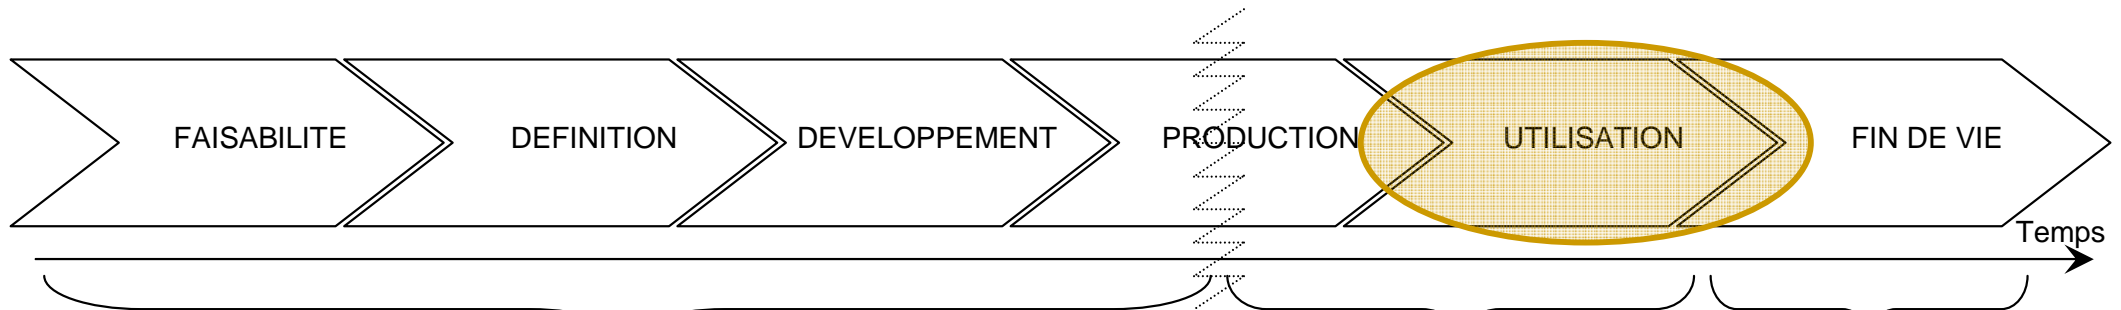 FAISABILITE
DEFINITION
DEVELOPPEMENT
PRODUCTION
UTILISATION
FIN DE VIE
Temps